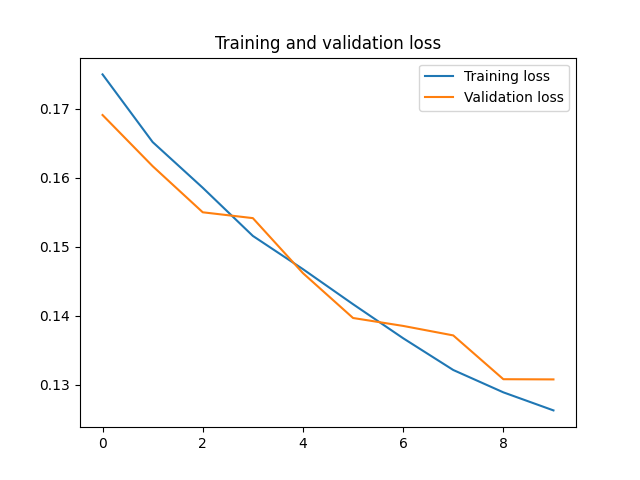 Training and validation loss
Training loss
Validation loss
0.17
0.16
0.15
0.14
0.13
0 2 4 6 8